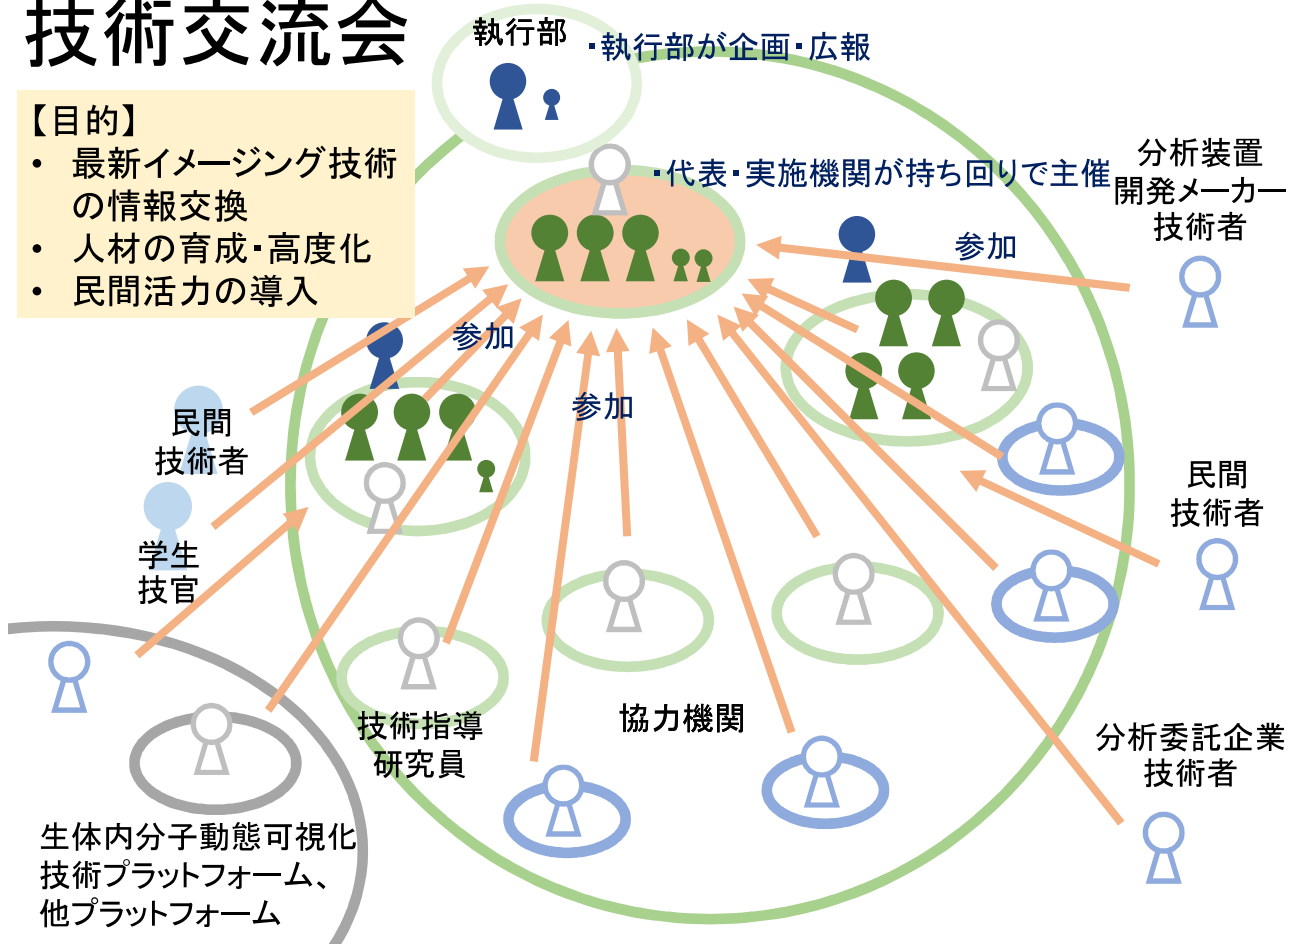 技術交流会
【目的】
• 最新イメージング技術
の情報交換
• 人材の育成・高度化
• 民間活力の導入
執行部
・執行部が企画・広報
・代表・実施機関が持ち回りで主催
分析装置
開発メーカー
技術者
参加
参加
参加
民間
技術者
学生
技官
民間
技術者
技術指導
研究員
協力機関
分析委託企業
技術者
生体内分子動態可視化
技術プラットフォーム、
他プラットフォーム